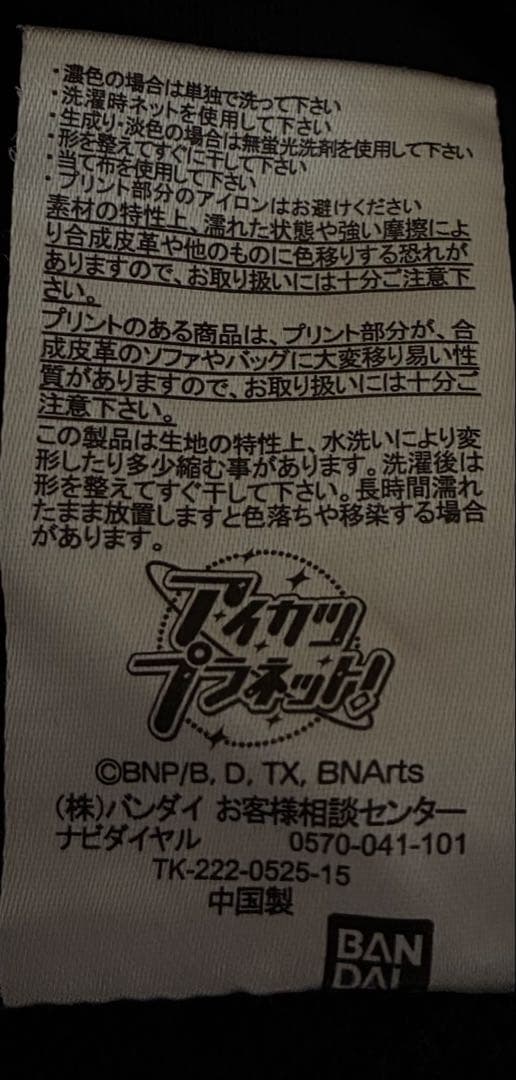 ・濃色の場合は単独で洗って下さい
・洗濯時ネットを使用して下さい
・生成り・淡色の場合は無蛍光洗剤を使用して下さい
・形を整えてすぐに干して下さい
・当て布を使用して下さい
・プリント部分のアイロンはお避けください
素材の特性上、濡れた状態や強い摩擦によ
り合成皮革や他のものに色移りする恐れが
ありますので、お取り扱いには十分ご注意下
さい。
プリントのある商品は、プリント部分が、合
成皮革のソファやバッグに大変移り易い性
質がありますので、お取り扱いには十分ご
注意下さい。
この製品は生地の特性上、水洗いにより変
形したり多少縮む事があります。洗濯後は
形を整えてすぐ干して下さい。長時間濡れ
たまま放置しますと色落ちや移染する場合
があります。
アイカツ
プラネット!
©BNP/B, D, TX, BNArts
(株)バンダイ お客様相談センター
ナビダイヤル 0570-041-101
TK-222-0525-15
中国製
BAN
DAI